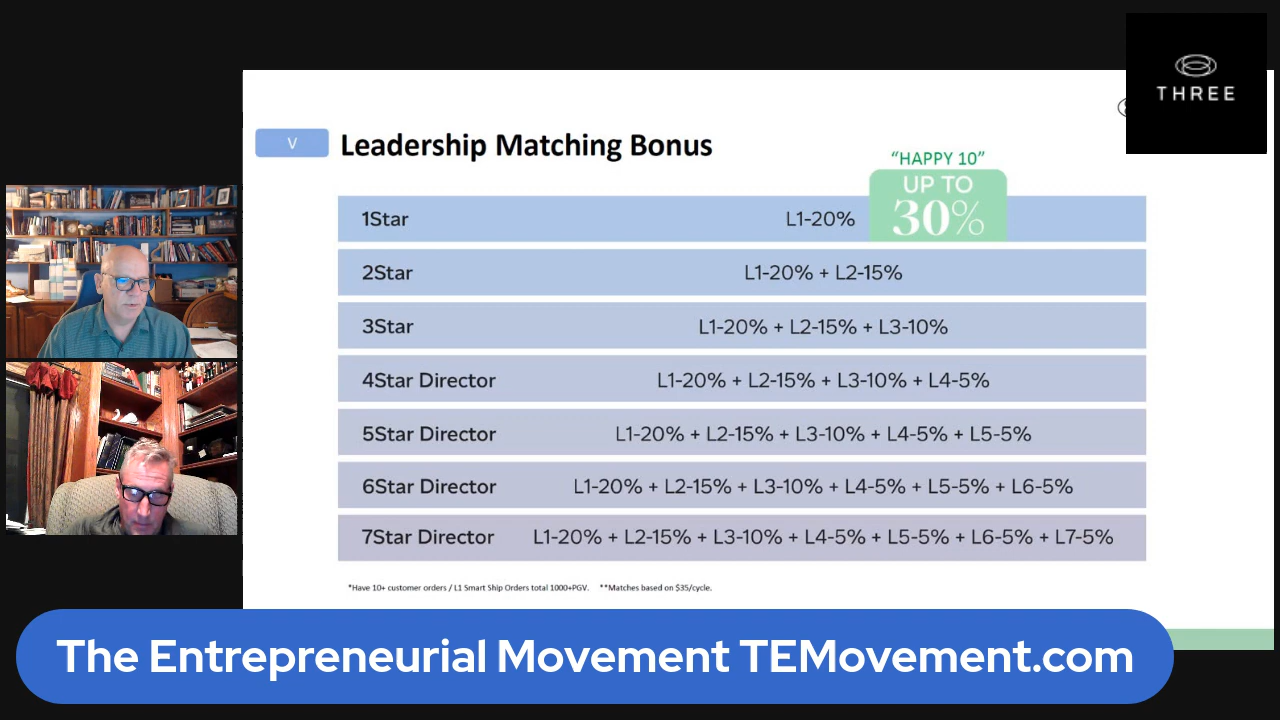 THREE
V
Leadership Matching Bonus
“HAPPY 10”
UP TO
30%
1Star L1-20%
2Star L1-20% + L2-15%
3Star L1-20% + L2-15% + L3-10%
4Star Director L1-20% + L2-15% + L3-10% + L4-5%
5Star Director L1-20% + L2-15% + L3-10% + L4-5% + L5-5%
6Star Director L1-20% + L2-15% + L3-10% + L4-5% + L5-5% + L6-5%
7Star Director L1-20% + L2-15% + L3-10% + L4-5% + L5-5% + L6-5% + L7-5%
*Have 10+ customer orders / L1 Smart Ship Orders total 1000+PGV. **Matches based on $35/cycle.
The Entrepreneurial Movement TEMovement.com